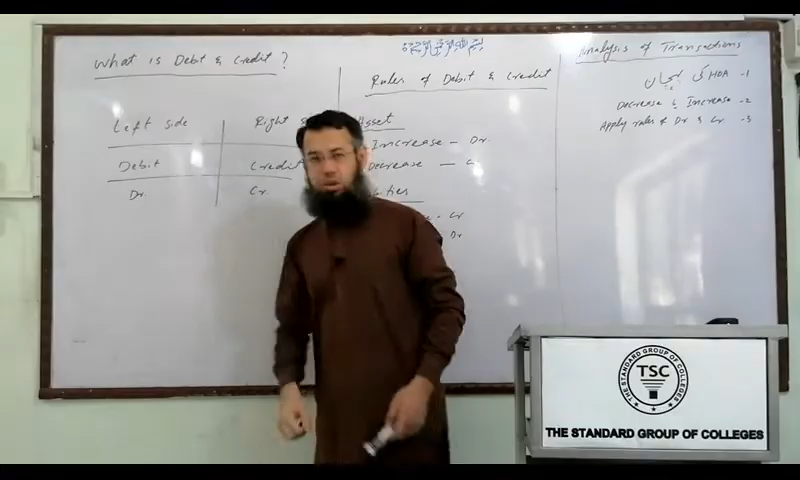 بسم اللہ الرحمن الرحیم
What is Debit & Credit ?
Left side Right
Debit Credit
Dr. Cr
Rules of Debit & Credit
Asset
Increase - Dr.
Decrease -
- Cr
Dr
Analysis of Transactions
1- HOA کی پہچان
2- Decrease & Increase
3- Apply rules of Dr & Cr
THE STANDARD GROUP OF COLLEGES
TSC
THE STANDARD GROUP OF COLLEGES